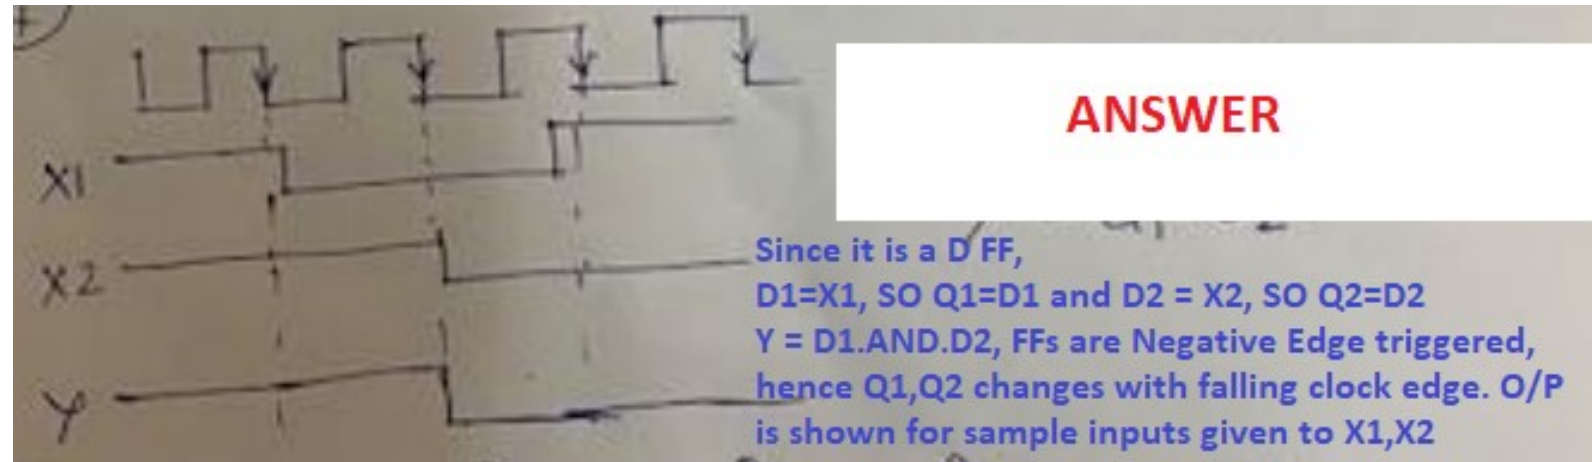 ANSWER
X1
X2
Y
Since it is a D FF,
D1=X1, SO Q1=D1 and D2 = X2, SO Q2=D2
Y = D1.AND.D2, FFs are Negative Edge triggered,
hence Q1,Q2 changes with falling clock edge. O/P
is shown for sample inputs given to X1,X2